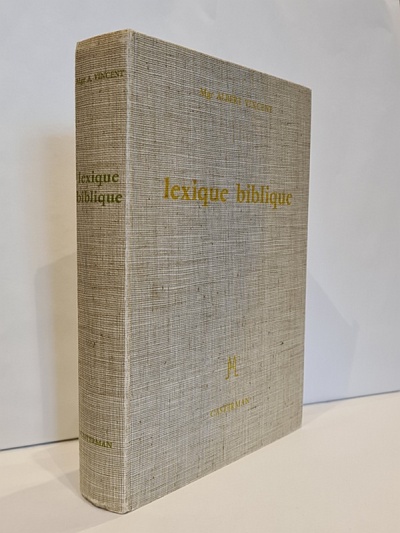 Mgr A. VINCENT
lexique
biblique
CASTERMAN
Mgr ALBERT VINCENT
lexique biblique
CASTERMAN